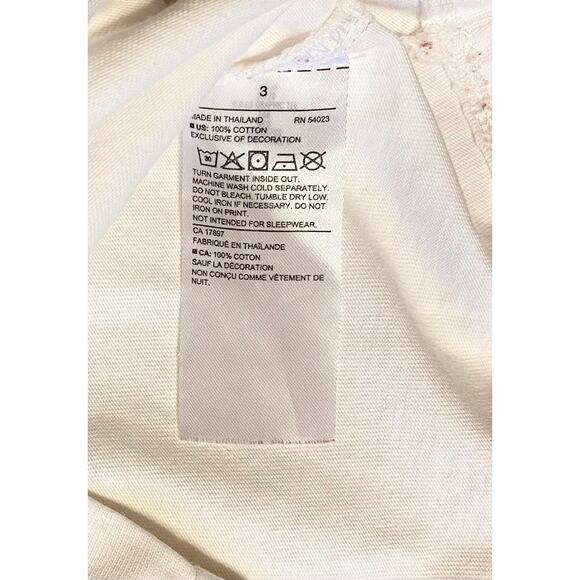 3
MADE IN THAILAND RN 54023
US: 100% COTTON
EXCLUSIVE OF DECORATION
30
TURN GARMENT INSIDE OUT.
MACHINE WASH COLD SEPARATELY.
DO NOT BLEACH. TUMBLE DRY LOW.
COOL IRON IF NECESSARY. DO NOT
IRON ON PRINT.
NOT INTENDED FOR SLEEPWEAR.
CA 17897
FABRIQUÉ EN THAÏLANDE
CA: 100% COTON
SAUF LA DÉCORATION
NON CONÇU COMME VÊTEMENT DE
NUIT.